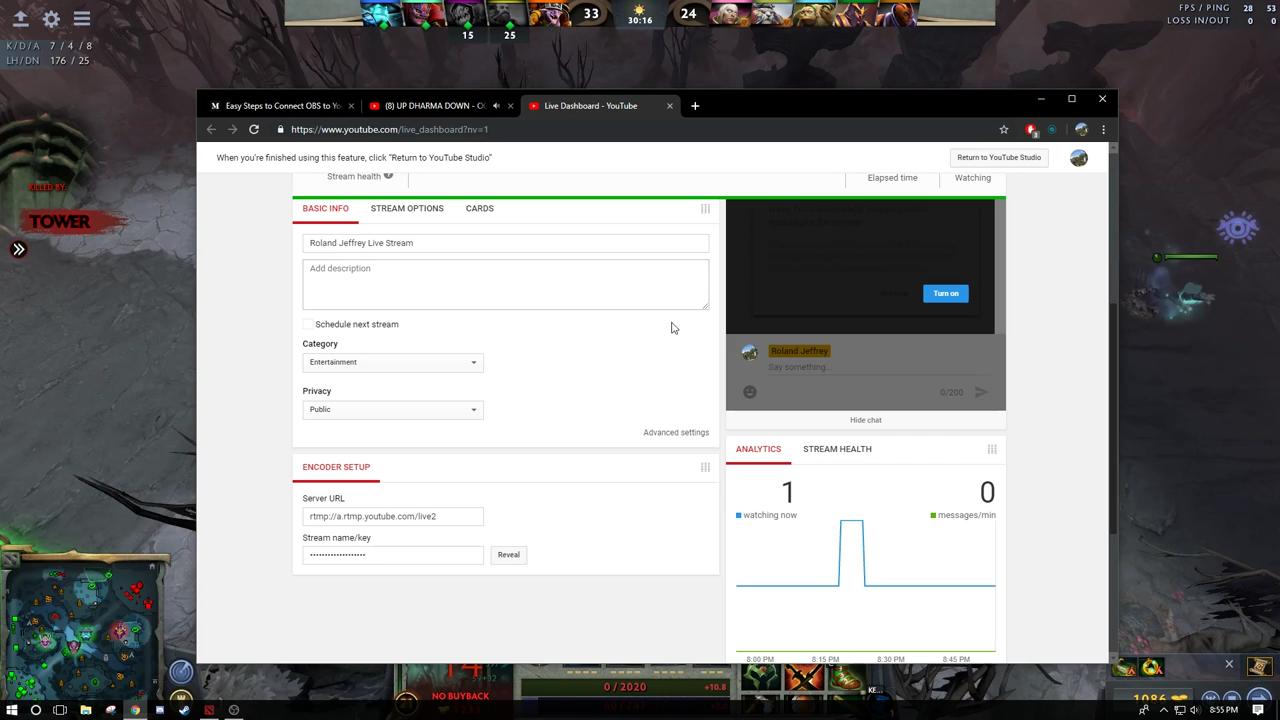 33
30:16
24
FPS / PING 28 53
LOSS IN/OUT 0 0
15
25
K/D/A 7 / 4 / 8
LH/DN 176 / 25
Easy Steps to Connect OBS to Yo
(8) UP DHARMA DOWN - OO
Live Dashboard - YouTube
https://www.youtube.com/live_dashboard?nv=1
When you're finished using this feature, click "Return to YouTube Studio"
Return to YouTube Studio
Stream health
Elapsed time
Watching
KILLED BY:
TOWER
BASIC INFO
STREAM OPTIONS
CARDS
Roland Jeffrey Live Stream
Add description
Turn on
Schedule next stream
Category
Entertainment
Roland Jeffrey
Say something...
Privacy
Public
0/200
Hide chat
Advanced settings
ANALYTICS
STREAM HEALTH
ENCODER SETUP
1
0
watching now
messages/min
Server URL
rtmp://a.rtmp.youtube.com/live2
Stream name/key
•••••••••••••••••••
Reveal
8:00 PM
8:15 PM
8:30 PM
8:45 PM
NO BUYBACK
0 / 2020
+10.8
KE...
1086
8:55 PM